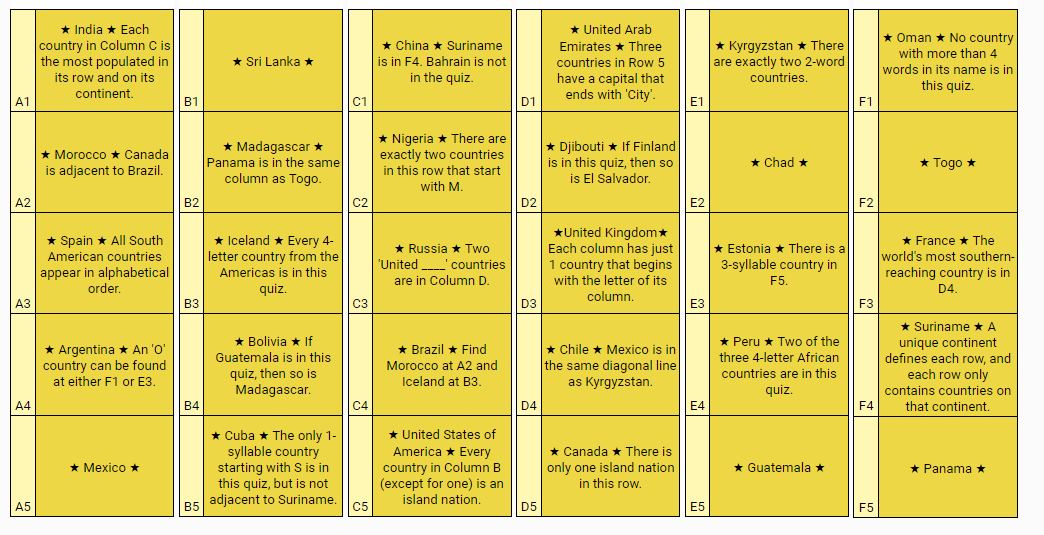 A1
★ India ★ Each
country in Column C is
the most populated in
its row and on its
continent.
B1
★ Sri Lanka ★
C1
★ China ★ Suriname
is in F4. Bahrain is not
in the quiz.
D1
★ United Arab
Emirates ★ Three
countries in Row 5
have a capital that
ends with 'City'.
E1
★ Kyrgyzstan ★ There
are exactly two 2-word
countries.
F1
★ Oman ★ No country
with more than 4
words in its name is in
this quiz.
A2
★ Morocco ★ Canada
is adjacent to Brazil.
B2
★ Madagascar ★
Panama is in the same
column as Togo.
C2
★ Nigeria ★ There are
exactly two countries
in this row that start
with M.
D2
★ Djibouti ★ If Finland
is in this quiz, then so
is El Salvador.
E2
★ Chad ★
F2
★ Togo ★
A3
★ Spain ★ All South
American countries
appear in alphabetical
order.
B3
★ Iceland ★ Every 4-
letter country from the
Americas is in this
quiz.
C3
★ Russia ★ Two
'United ____' countries
are in Column D.
D3
★United Kingdom★
Each column has just
1 country that begins
with the letter of its
column.
E3
★ Estonia ★ There is a
3-syllable country in
F5.
F3
★ France ★ The
world's most southern-
reaching country is in
D4.
A4
★ Argentina ★ An 'O'
country can be found
at either F1 or E3.
B4
★ Bolivia ★ If
Guatemala is in this
quiz, then so is
Madagascar.
C4
★ Brazil ★ Find
Morocco at A2 and
Iceland at B3.
D4
★ Chile ★ Mexico is in
the same diagonal line
as Kyrgyzstan.
E4
★ Peru ★ Two of the
three 4-letter African
countries are in this
quiz.
F4
★ Suriname ★ A
unique continent
defines each row, and
each row only
contains countries on
that continent.
A5
★ Mexico ★
B5
★ Cuba ★ The only 1-
syllable country
starting with S is in
this quiz, but is not
adjacent to Suriname.
C5
★ United States of
America ★ Every
country in Column B
(except for one) is an
island nation.
D5
★ Canada ★ There is
only one island nation
in this row.
E5
★ Guatemala ★
F5
★ Panama ★